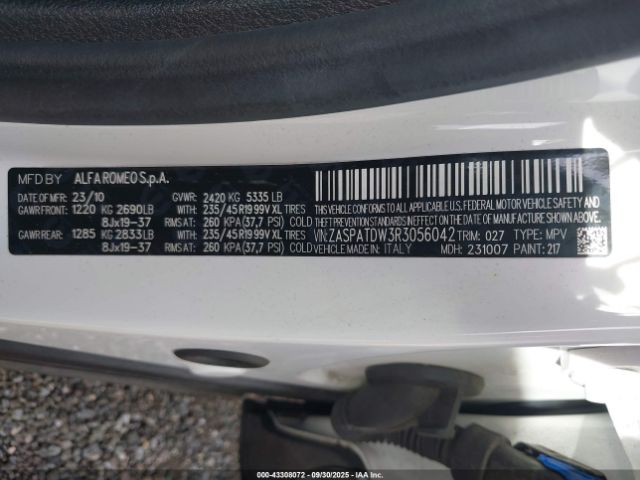 MFD BY ALFA ROMEO S.p.A.
DATE OF MFR: 23/10 GVWR: 2420 KG 5335 LB
GAWR FRONT: 1220 KG 2690LB WITH: 235/45R19 99V XL TIRES
8Jx19-37 RIMS AT: 260 KPA(37,7 PSI) COLD
GAWR REAR: 1285 KG 2833LB WITH: 235/45R19 99V XL TIRES
8Jx19-37 RIMS AT: 260 KPA(37,7 PSI) COLD
THIS VEHICLE CONFORMS TO ALL APPLICABLE
FEDERAL MOTOR VEHICLE SAFETY, BUMPER, AND
THEFT PREVENTION STANDARDS IN EFFECT ON
THE DATE OF MANUFACTURE SHOWN ABOVE.
VIN: ZASPATDW3R3056042 TRIM: 027 TYPE: MPV
VEHICLE MADE IN: ITALY MDH: 231007 PAINT: 217
000-43308072 - 09/30/2025 - IAAI.COM